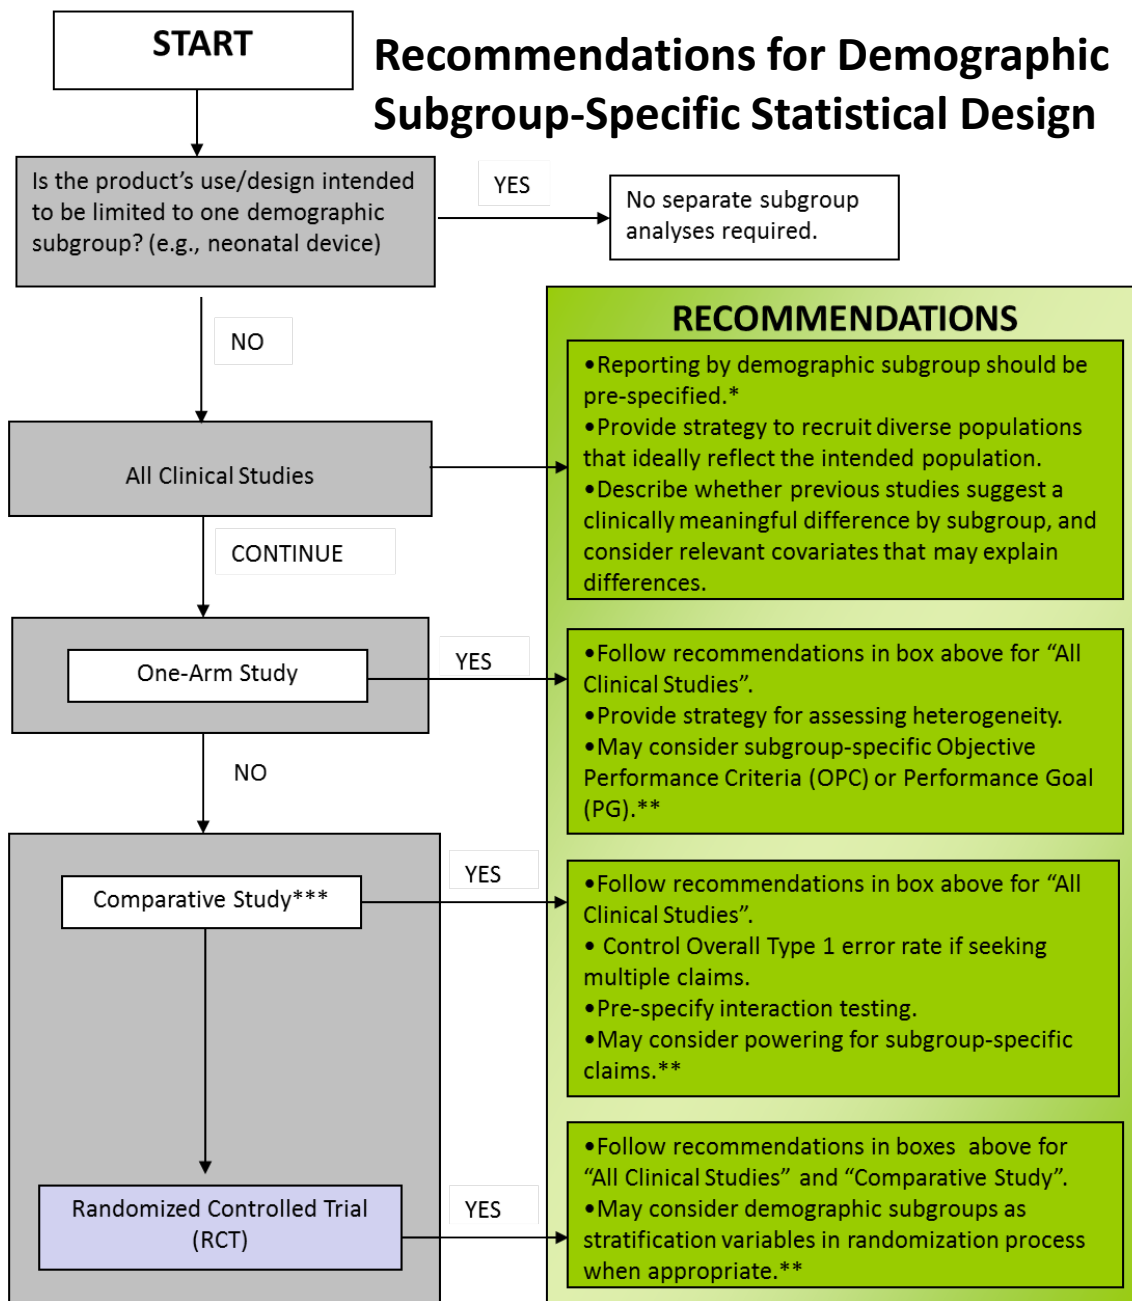 START
Recommendations for Demographic
Subgroup-Specific Statistical Design
Is the product's use/design intended
to be limited to one demographic
subgroup? (e.g., neonatal device)
YES
No separate subgroup
analyses required.
NO
RECOMMENDATIONS
•Reporting by demographic subgroup should be
pre-specified.*
•Provide strategy to recruit diverse populations
that ideally reflect the intended population.
•Describe whether previous studies suggest a
clinically meaningful difference by subgroup, and
consider relevant covariates that may explain
differences.
All Clinical Studies
CONTINUE
One-Arm Study
YES
•Follow recommendations in box above for “All
Clinical Studies”.
•Provide strategy for assessing heterogeneity.
•May consider subgroup-specific Objective
Performance Criteria (OPC) or Performance Goal
(PG).**
NO
Comparative Study***
YES
•Follow recommendations in box above for “All
Clinical Studies”.
• Control Overall Type 1 error rate if seeking
multiple claims.
•Pre-specify interaction testing.
•May consider powering for subgroup-specific
claims.**
Randomized Controlled Trial
(RCT)
YES
•Follow recommendations in boxes above for
“All Clinical Studies” and “Comparative Study”.
•May consider demographic subgroups as
stratification variables in randomization process
when appropriate.**